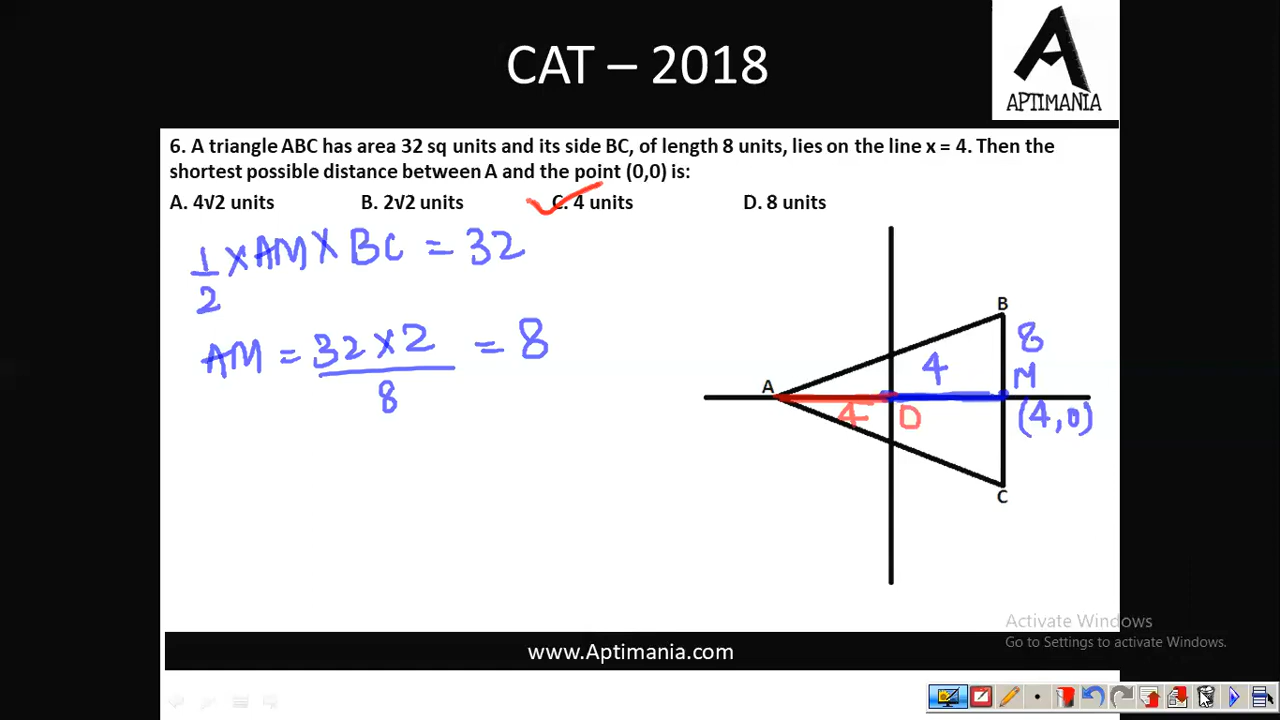 CAT – 2018
A
APTIMANIA
6. A triangle ABC has area 32 sq units and its side BC, of length 8 units, lies on the line x = 4. Then the
shortest possible distance between A and the point (0,0) is:
A. 4√2 units B. 2√2 units C. 4 units D. 8 units
1/2 × AM × BC = 32
AM = 32×2/8 = 8
B
8
4
M
A
4 O (4,0)
C
Activate Windows
Go to Settings to activate Windows.
www.Aptimania.com